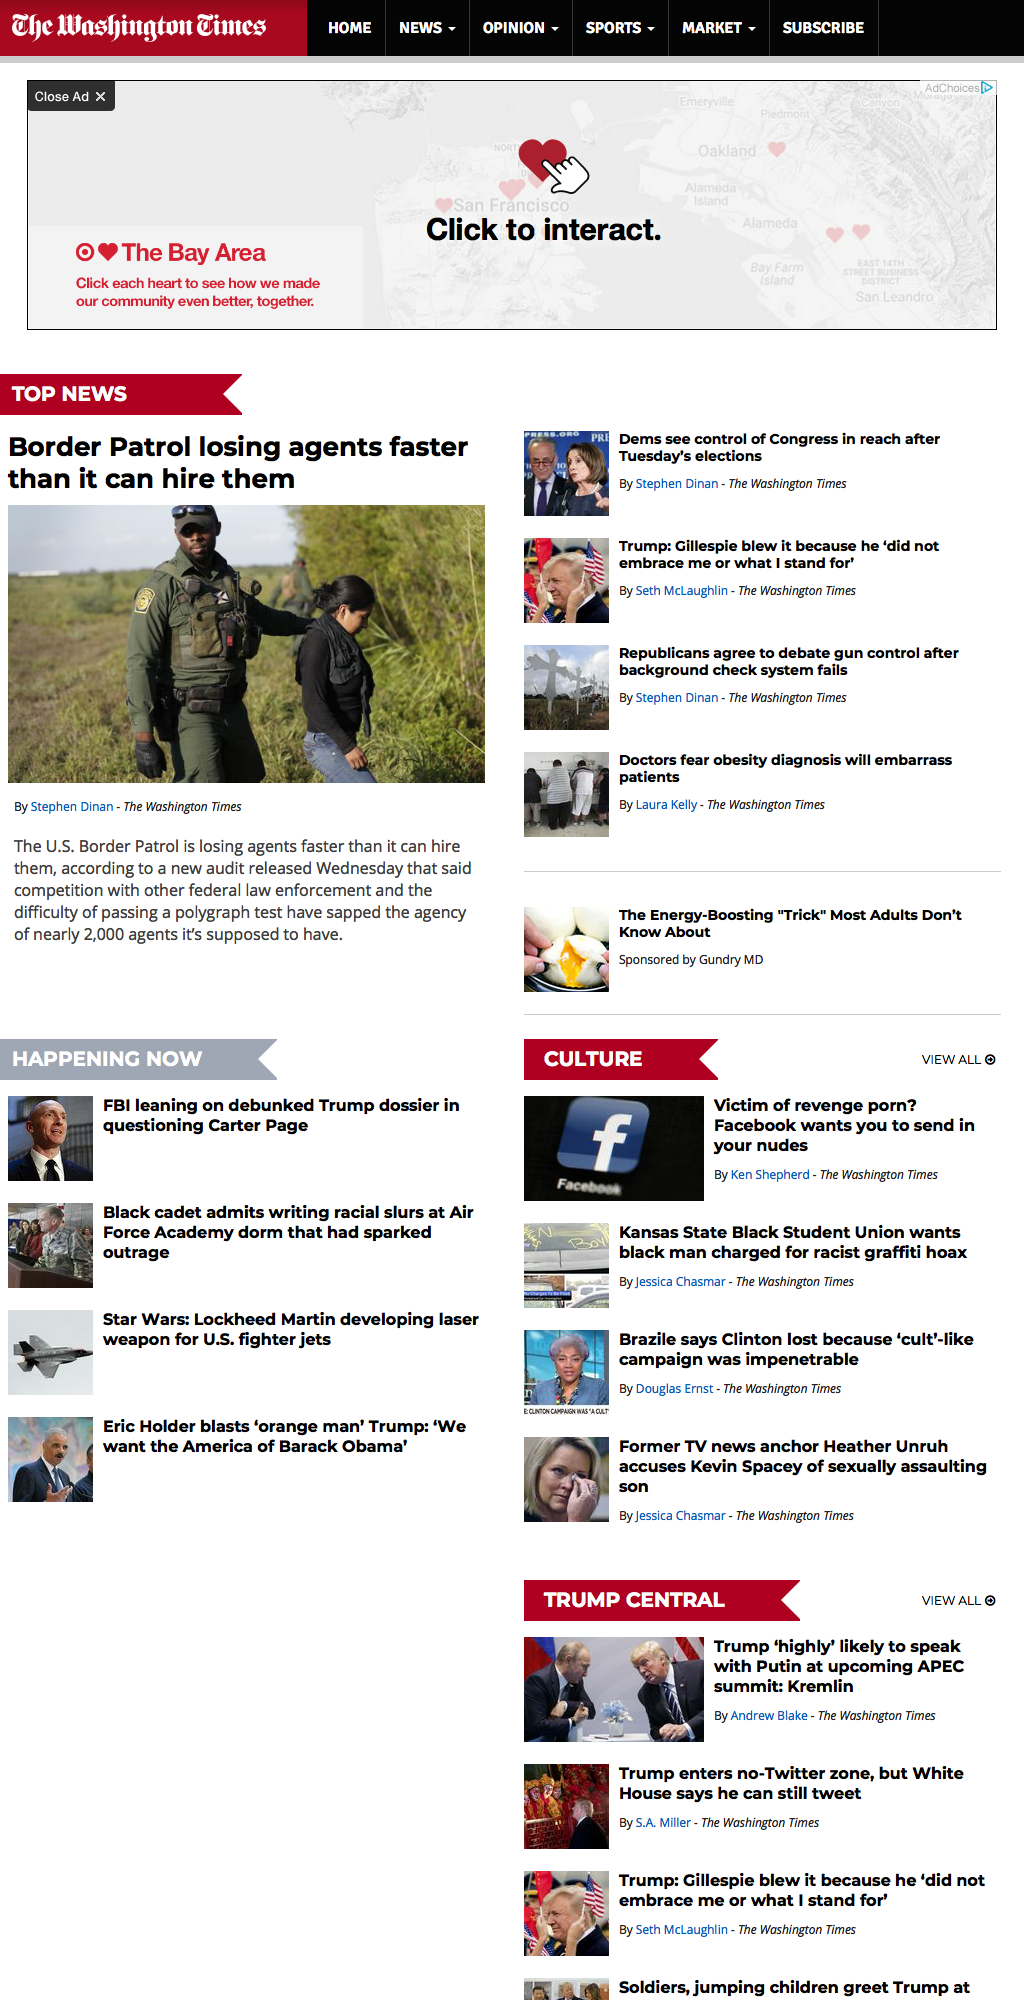 The Washington Times
HOME
NEWS
OPINION
SPORTS
MARKET
SUBSCRIBE
Close Ad ✕
AdChoices
Emeryville
Piedmont
Canyon
Oakland
San Francisco
Alameda
Island
Alameda
Bay Farm
Island
EAST 14TH
STREET BUSINESS
DISTRICT
San Leandro
Click to interact.
The Bay Area
Click each heart to see how we made
our community even better, together.
TOP NEWS
Border Patrol losing agents faster
than it can hire them
By Stephen Dinan - The Washington Times
The U.S. Border Patrol is losing agents faster than it can hire
them, according to a new audit released Wednesday that said
competition with other federal law enforcement and the
difficulty of passing a polygraph test have sapped the agency
of nearly 2,000 agents it’s supposed to have.
Dems see control of Congress in reach after
Tuesday’s elections
By Stephen Dinan - The Washington Times
Trump: Gillespie blew it because he ‘did not
embrace me or what I stand for’
By Seth McLaughlin - The Washington Times
Republicans agree to debate gun control after
background check system fails
By Stephen Dinan - The Washington Times
Doctors fear obesity diagnosis will embarrass
patients
By Laura Kelly - The Washington Times
The Energy-Boosting "Trick" Most Adults Don’t
Know About
Sponsored by Gundry MD
HAPPENING NOW
FBI leaning on debunked Trump dossier in
questioning Carter Page
Black cadet admits writing racial slurs at Air
Force Academy dorm that had sparked
outrage
Star Wars: Lockheed Martin developing laser
weapon for U.S. fighter jets
Eric Holder blasts ‘orange man’ Trump: ‘We
want the America of Barack Obama’
CULTURE
VIEW ALL
Facebook
Victim of revenge porn?
Facebook wants you to send in
your nudes
By Ken Shepherd - The Washington Times
Kansas State Black Student Union wants
black man charged for racist graffiti hoax
By Jessica Chasmar - The Washington Times
E: CLINTON CAMPAIGN WAS "A CULT"
Brazile says Clinton lost because ‘cult’-like
campaign was impenetrable
By Douglas Ernst - The Washington Times
Former TV news anchor Heather Unruh
accuses Kevin Spacey of sexually assaulting
son
By Jessica Chasmar - The Washington Times
TRUMP CENTRAL
VIEW ALL
Trump ‘highly’ likely to speak
with Putin at upcoming APEC
summit: Kremlin
By Andrew Blake - The Washington Times
Trump enters no-Twitter zone, but White
House says he can still tweet
By S.A. Miller - The Washington Times
Trump: Gillespie blew it because he ‘did not
embrace me or what I stand for’
By Seth McLaughlin - The Washington Times
Soldiers, jumping children greet Trump at